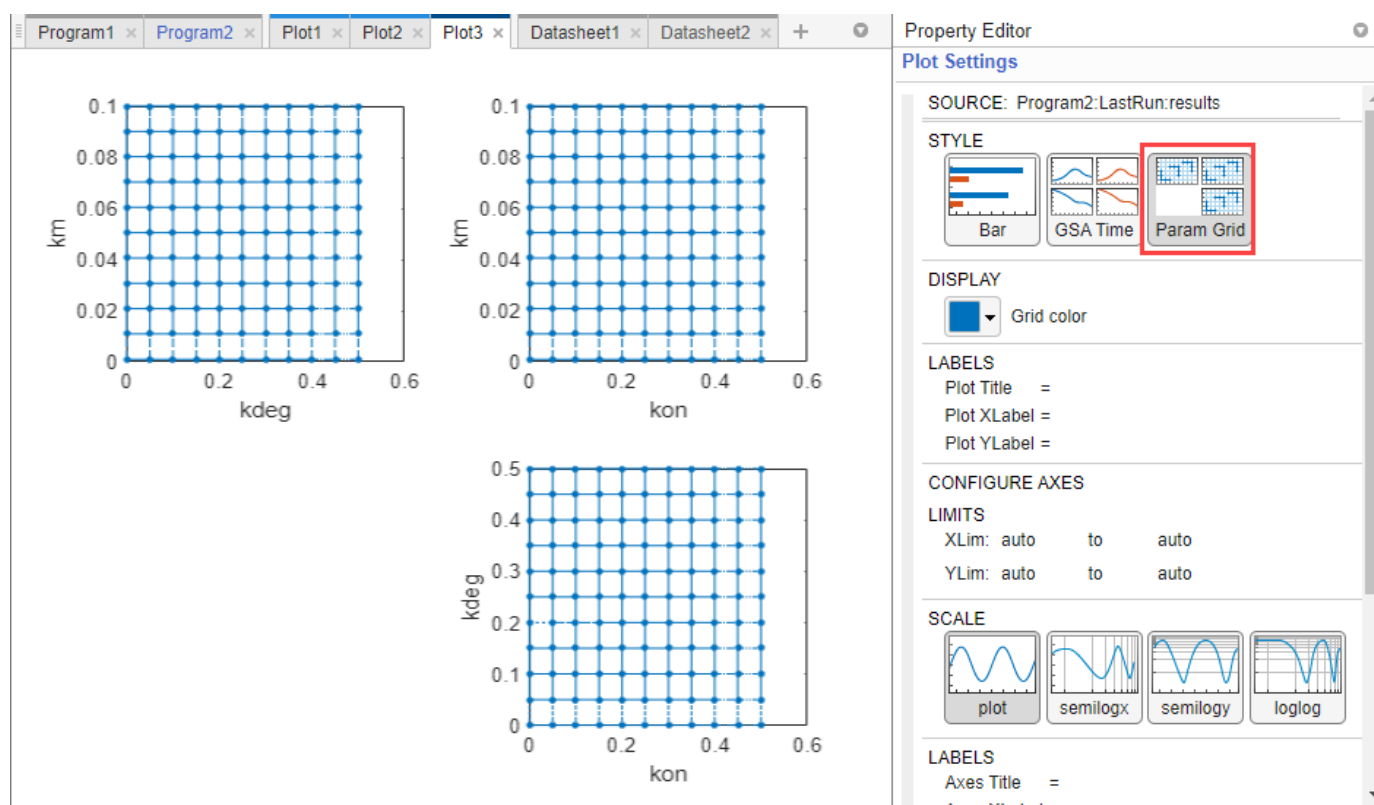 Program1 × Program2 × Plot1 × Plot2 × Plot3 × Datasheet1 × Datasheet2 × +
0.1
0.08
0.06
0.04
0.02
0
km
0 0.2 0.4 0.6
kdeg
0.1
0.08
0.06
0.04
0.02
0
km
0 0.2 0.4 0.6
kon
0.5
0.4
0.3
0.2
0.1
0
kdeg
0 0.2 0.4 0.6
kon
Property Editor
Plot Settings
SOURCE: Program2:LastRun:results
STYLE
Bar GSA Time Param Grid
DISPLAY
Grid color
LABELS
Plot Title =
Plot XLabel =
Plot YLabel =
CONFIGURE AXES
LIMITS
XLim: auto to auto
YLim: auto to auto
SCALE
plot semilogx semilogy loglog
LABELS
Axes Title =